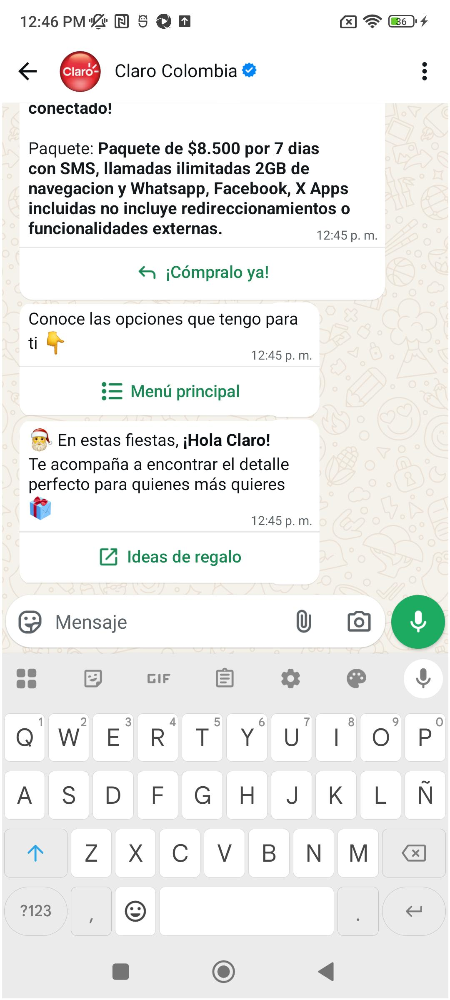 12:46 PM
36
Claro-
Claro Colombia
conectado!
Paquete: Paquete de $8.500 por 7 dias
con SMS, llamadas ilimitadas 2GB de
navegacion y Whatsapp, Facebook, X Apps
incluidas no incluye redireccionamientos o
funcionalidades externas.
12:45 p. m.
¡Cómpralo ya!
Conoce las opciones que tengo para
ti 👇
12:45 p. m.
Menú principal
🎅 En estas fiestas, ¡Hola Claro!
Te acompaña a encontrar el detalle
perfecto para quienes más quieres
🎁
12:45 p. m.
Ideas de regalo
Mensaje
GIF
1 2 3 4 5 6 7 8 9 0
Q W E R T Y U I O P
A S D F G H J K L Ñ
Z X C V B N M
?123 , .